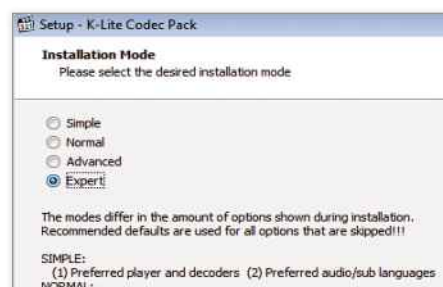 Setup - K-Lite Codec Pack
Installation Mode
Please select the desired installation mode
Simple
Normal
Advanced
Expert
The modes differ in the amount of options shown during installation.
Recommended defaults are used for all options that are skipped!!!
SIMPLE:
(1) Preferred player and decoders (2) Preferred audio/sub languages
NORMAL: